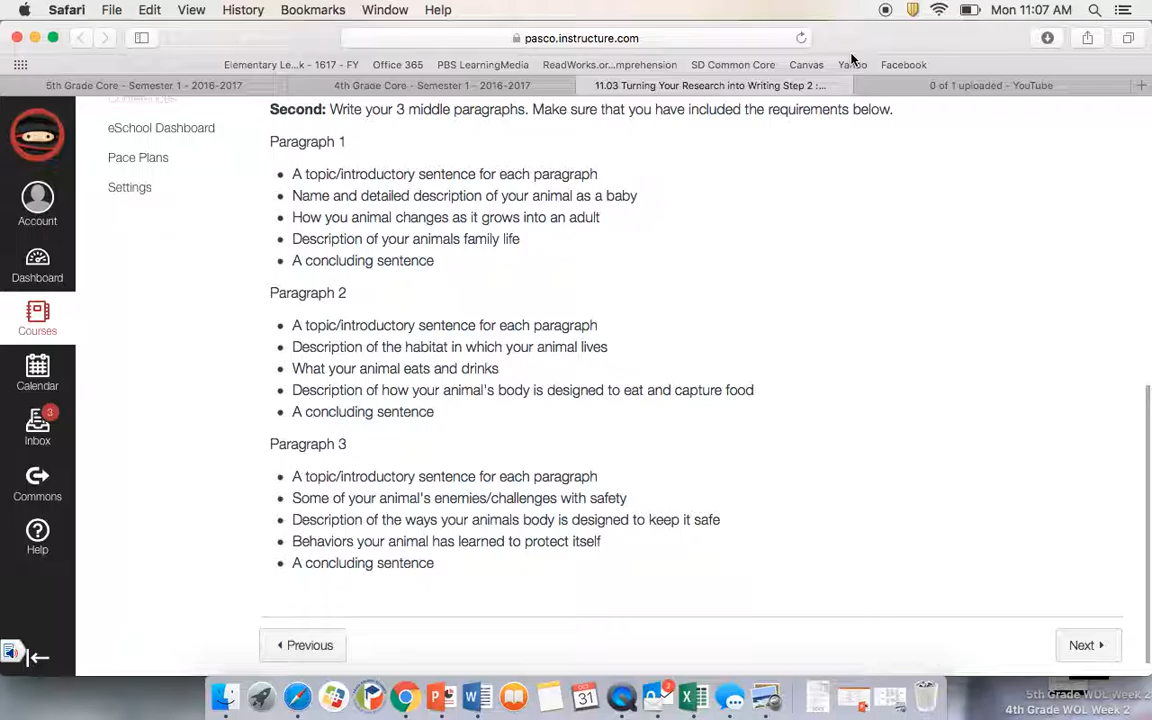 Safari File Edit View History Bookmarks Window Help Mon 11:07 AM
pasco.instructure.com
Elementary Le...k - 1617 - FY Office 365 PBS LearningMedia ReadWorks.or...mprehension SD Common Core Canvas Yahoo Facebook
5th Grade Core - Semester 1 - 2016-2017 4th Grade Core - Semester 1 - 2016-2017 11.03 Turning Your Research into Writing Step 2 :... 0 of 1 uploaded - YouTube
Conferences
eSchool Dashboard
Pace Plans
Settings
Account
Dashboard
Courses
Calendar
3
Inbox
Commons
Help
Second: Write your 3 middle paragraphs. Make sure that you have included the requirements below.
Paragraph 1
• A topic/introductory sentence for each paragraph
• Name and detailed description of your animal as a baby
• How you animal changes as it grows into an adult
• Description of your animals family life
• A concluding sentence
Paragraph 2
• A topic/introductory sentence for each paragraph
• Description of the habitat in which your animal lives
• What your animal eats and drinks
• Description of how your animal's body is designed to eat and capture food
• A concluding sentence
Paragraph 3
• A topic/introductory sentence for each paragraph
• Some of your animal's enemies/challenges with safety
• Description of the ways your animals body is designed to keep it safe
• Behaviors your animal has learned to protect itself
• A concluding sentence
Previous
Next
OCT
31
5th Grade WOL Week 2
4th Grade WOL Week 2